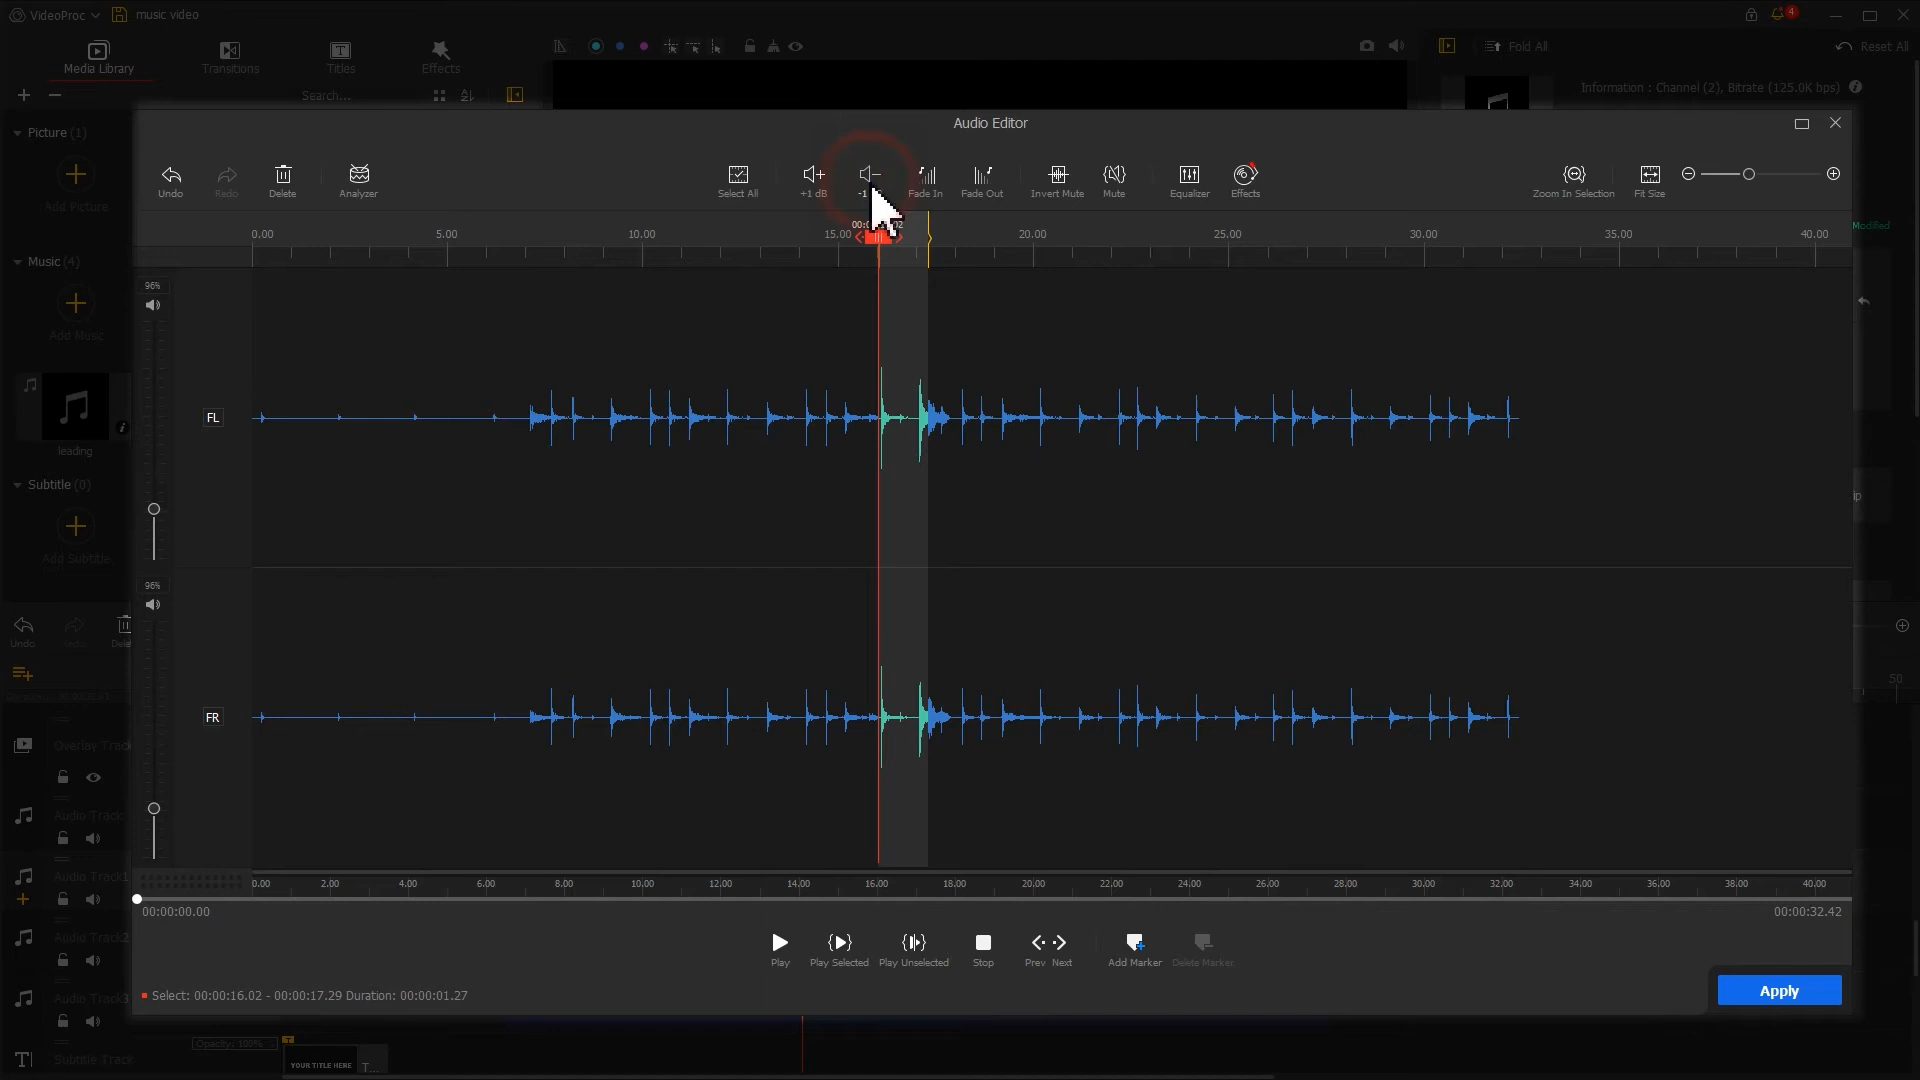 VideoProc
music video
4
Media Library
Transitions
Titles
Effects
Fold All
Reset All
Search...
Information : Channel (2), Bitrate (125.0K bps)
Audio Editor
Picture (1)
Add Picture
Undo
Redo
Delete
Analyzer
Select All
+1 dB
-1
Fade In
Fade Out
Invert Mute
Mute
Equalizer
Effects
Zoom In Selection
Fit Size
Modified
0.00 5.00 10.00 15.00 20.00 25.00 30.00 35.00 40.00
Music (4)
Add Music
96%
FL
leading
Subtitle (0)
Add Subtitle
96%
Undo
FR
50
Overlay Track
Audio Track
Audio Track1
Audio Track2
Audio Track3
Subtitle Track
0.00 2.00 4.00 6.00 8.00 10.00 12.00 14.00 16.00 18.00 20.00 22.00 24.00 26.00 28.00 30.00 32.00 34.00 36.00 38.00 40.00
00:00:00.00
00:00:32.42
Play
Play Selected
Play Unselected
Stop
Prev Next
Add Marker
Delete Marker
Select: 00:00:16.02 - 00:00:17.29 Duration: 00:00:01.27
Apply
Opacity: 100%
YOUR TITLE HERE
T...